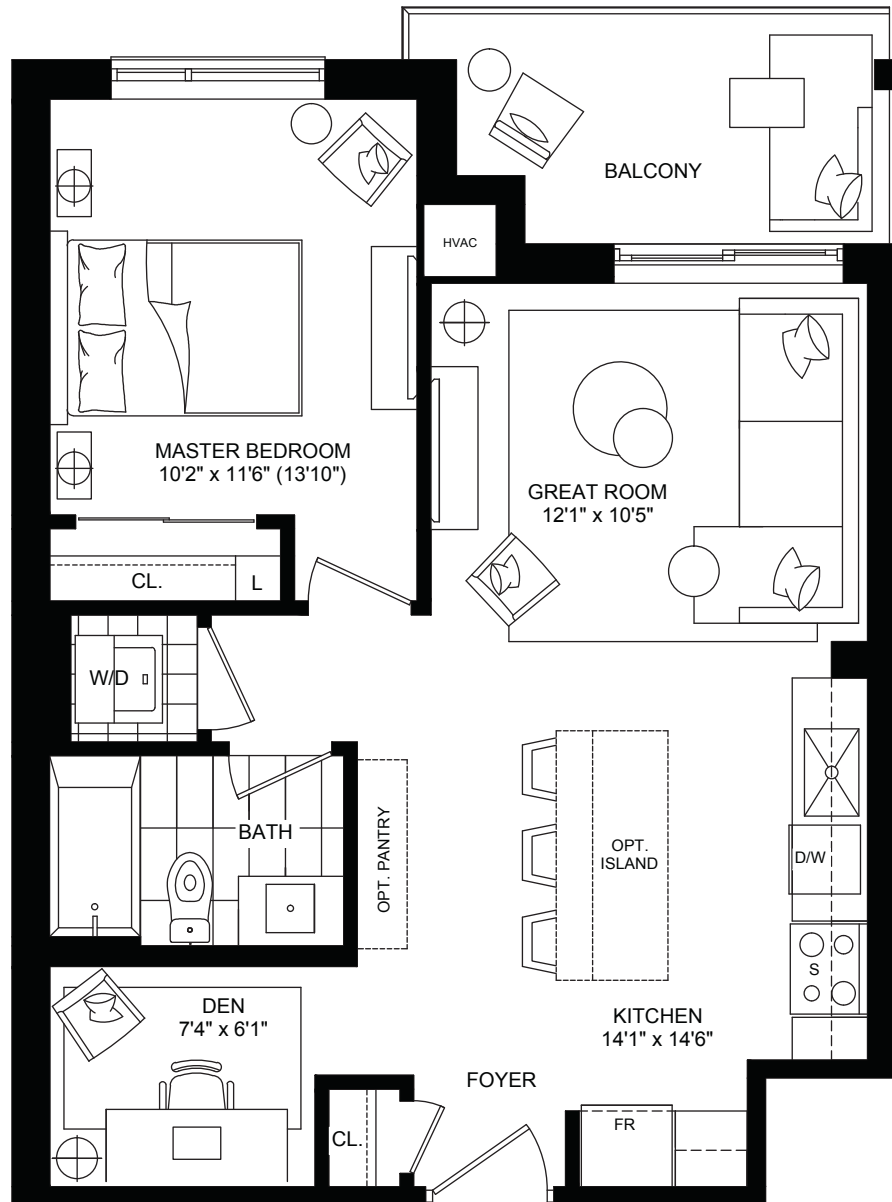 BALCONY
HVAC
MASTER BEDROOM
10'2" x 11'6" (13'10")
GREAT ROOM
12'1" x 10'5"
CL.
L
W/D
BATH
OPT. PANTRY
OPT.
ISLAND
D/W
S
DEN
7'4" x 6'1"
KITCHEN
14'1" x 14'6"
FOYER
CL.
FR